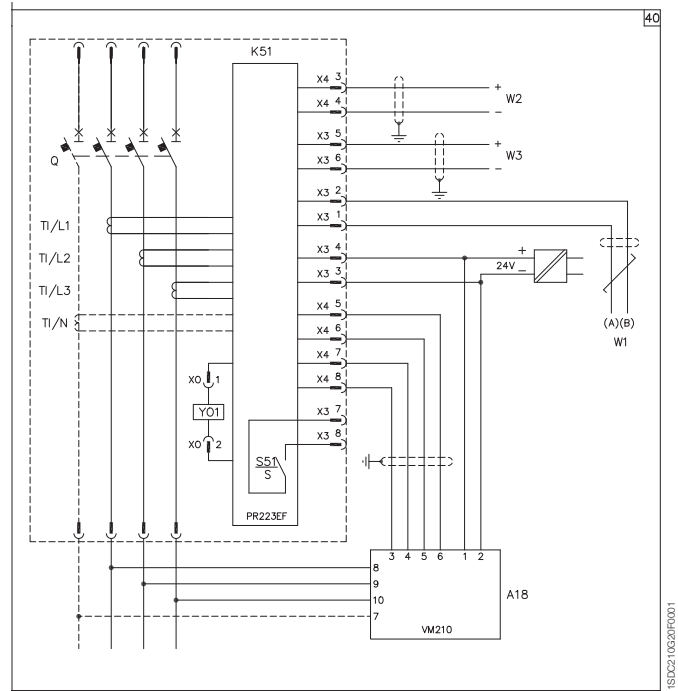 40
K51
X4 3
+
W2
X4 4
−
X3 5
+
W3
X3 6
−
Q
X3 2
X3 1
TI/L1
X3 4
+
24V
TI/L2
X3 3
−
TI/L3
X4 5
TI/N
X4 6
(A)(B)
W1
X4 7
X4 8
XO 1
YO1
X3 7
X3 8
XO 2
S51
S
PR223EF
3 4 5 6 1 2
8
9
A18
10
7
VM210
1SDC210G20F0001